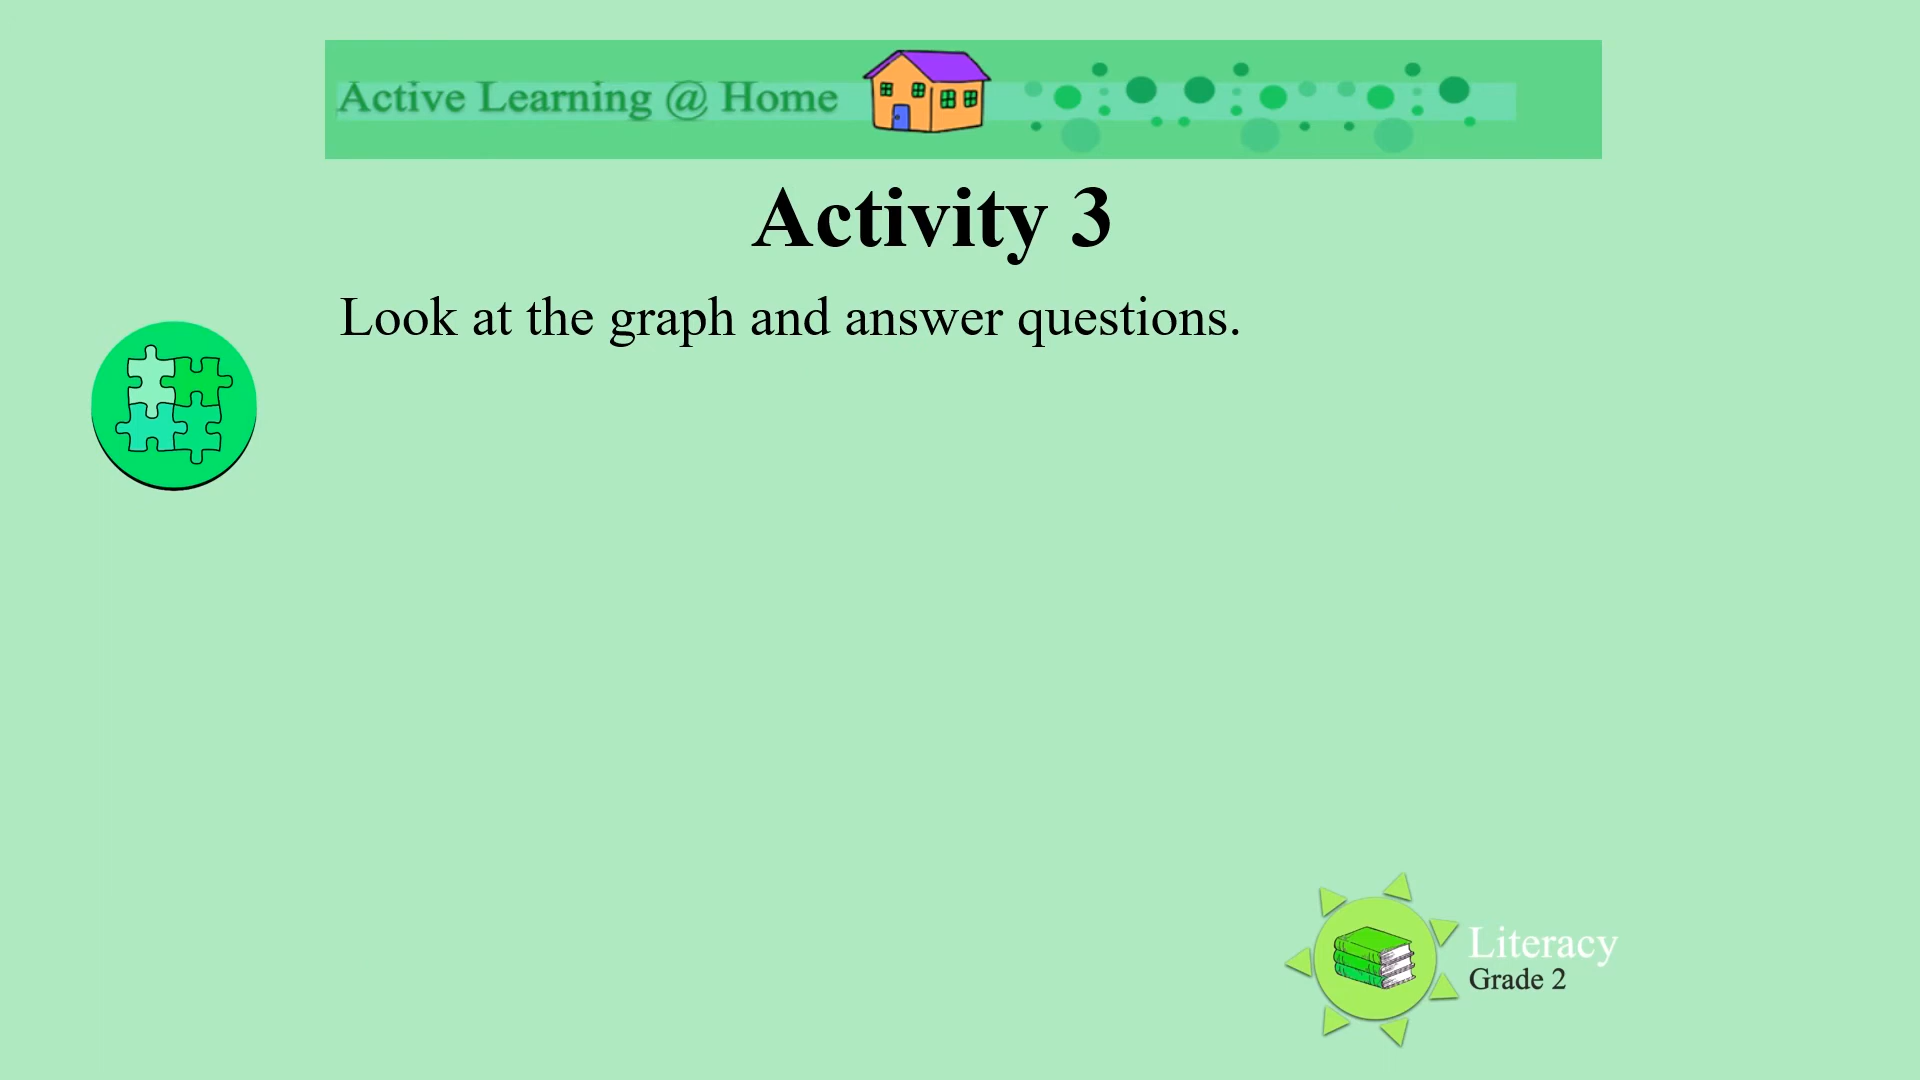 Active Learning @ Home
Activity 3
Look at the graph and answer questions.
Literacy
Grade 2